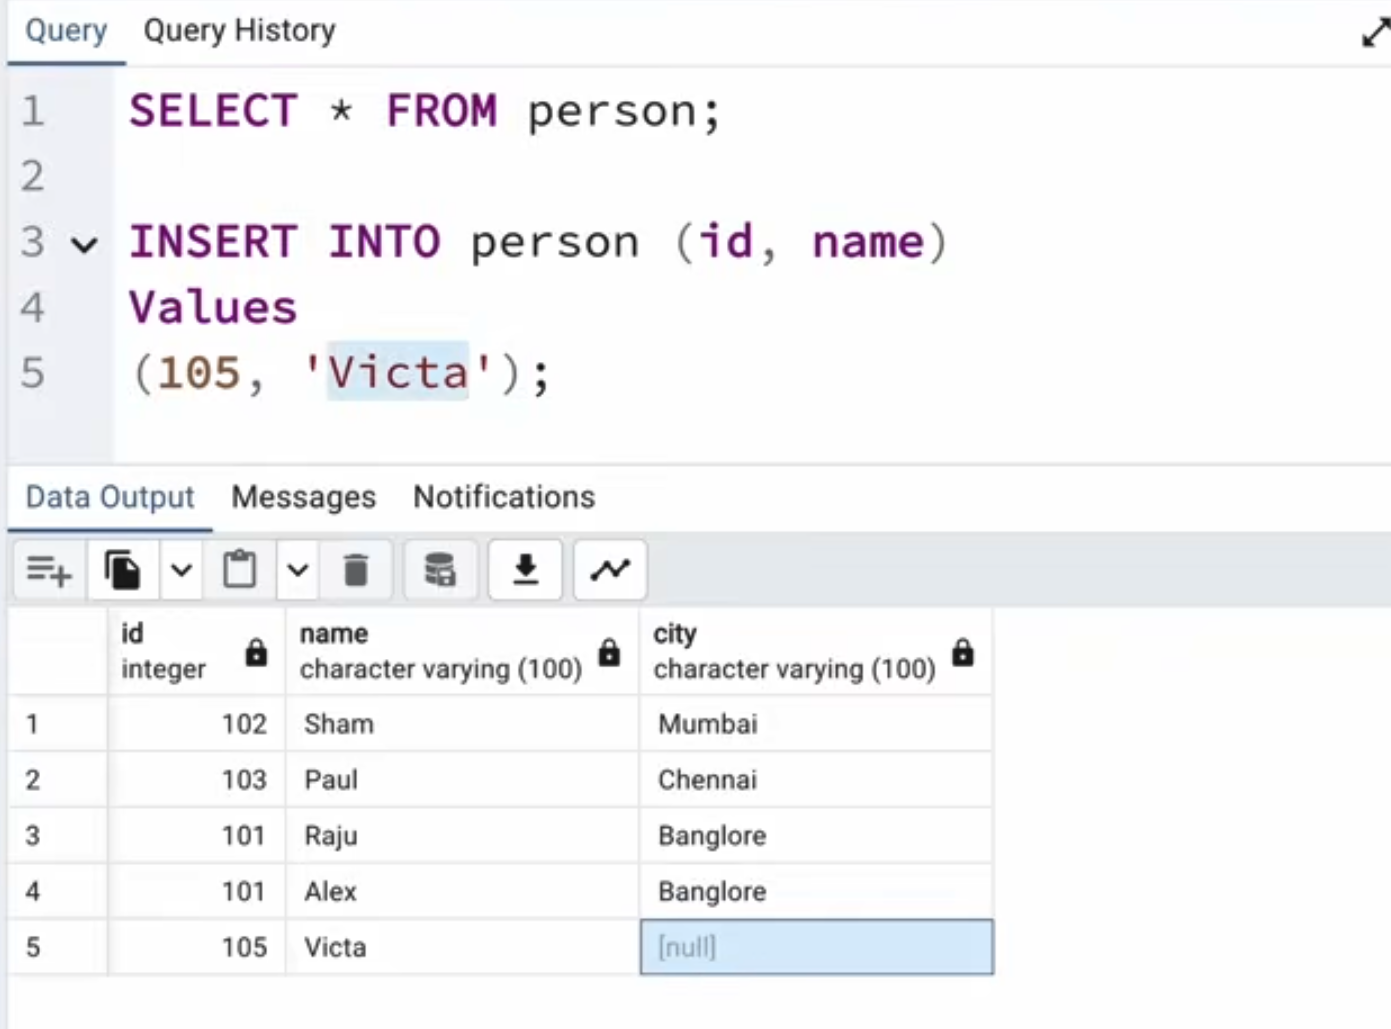 Query Query History
1 SELECT * FROM person;
2
3 INSERT INTO person (id, name)
4 Values
5 (105, 'Victa');
Data Output Messages Notifications
id name city
integer character varying (100) character varying (100)
1 102 Sham Mumbai
2 103 Paul Chennai
3 101 Raju Banglore
4 101 Alex Banglore
5 105 Victa [null]